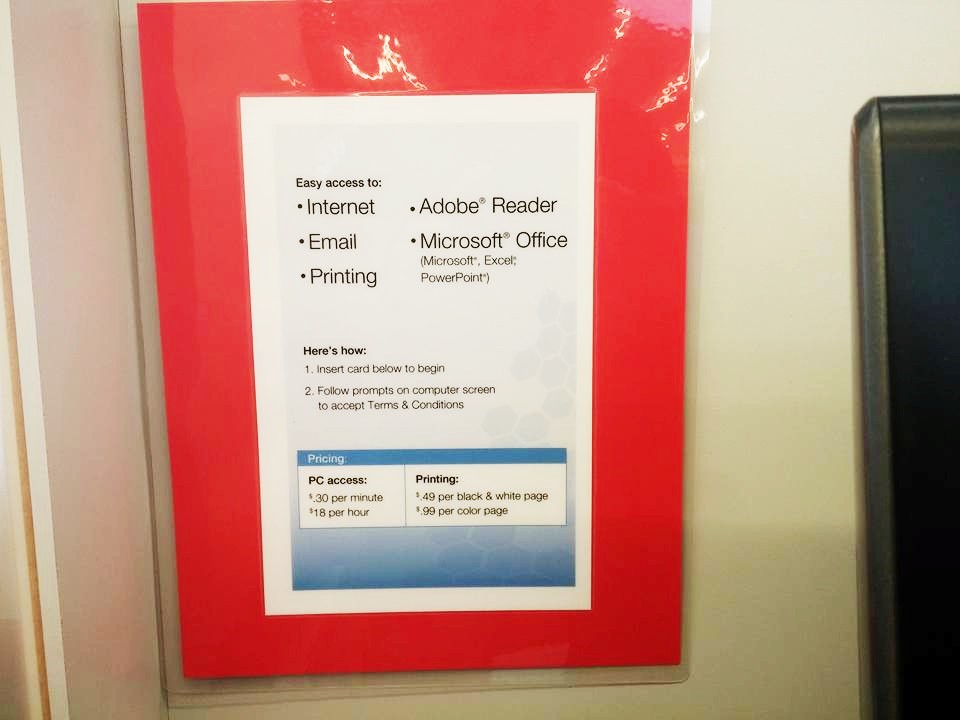 Easy access to:
• Internet
• Email
• Printing
• Adobe® Reader
• Microsoft® Office
(Microsoft®, Excel®,
PowerPoint®)
Here's how:
1. Insert card below to begin
2. Follow prompts on computer screen
to accept Terms & Conditions
Pricing:
PC access:
$.30 per minute
$18 per hour
Printing:
$.49 per black & white page
$.99 per color page